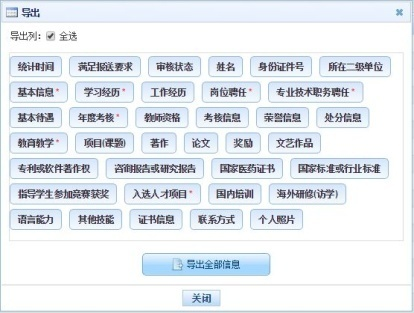 导出
导出列： 全选
统计时间 满足报送要求 审核状态 姓名 身份证件号 所在二级单位
基本信息* 学习经历* 工作经历 岗位聘任* 专业技术职务聘任*
基本待遇 年度考核* 教师资格 考核信息 荣誉信息 处分信息
教育教学* 项目(课题) 著作 论文 奖励 文艺作品
专利或软件著作权 咨询报告或研究报告 国家医药证书 国家标准或行业标准
指导学生参加竞赛获奖 入选人才项目* 国内培训 海外研修(访学)
语言能力 其他技能 证书信息 联系方式 个人照片
导出全部信息
关闭